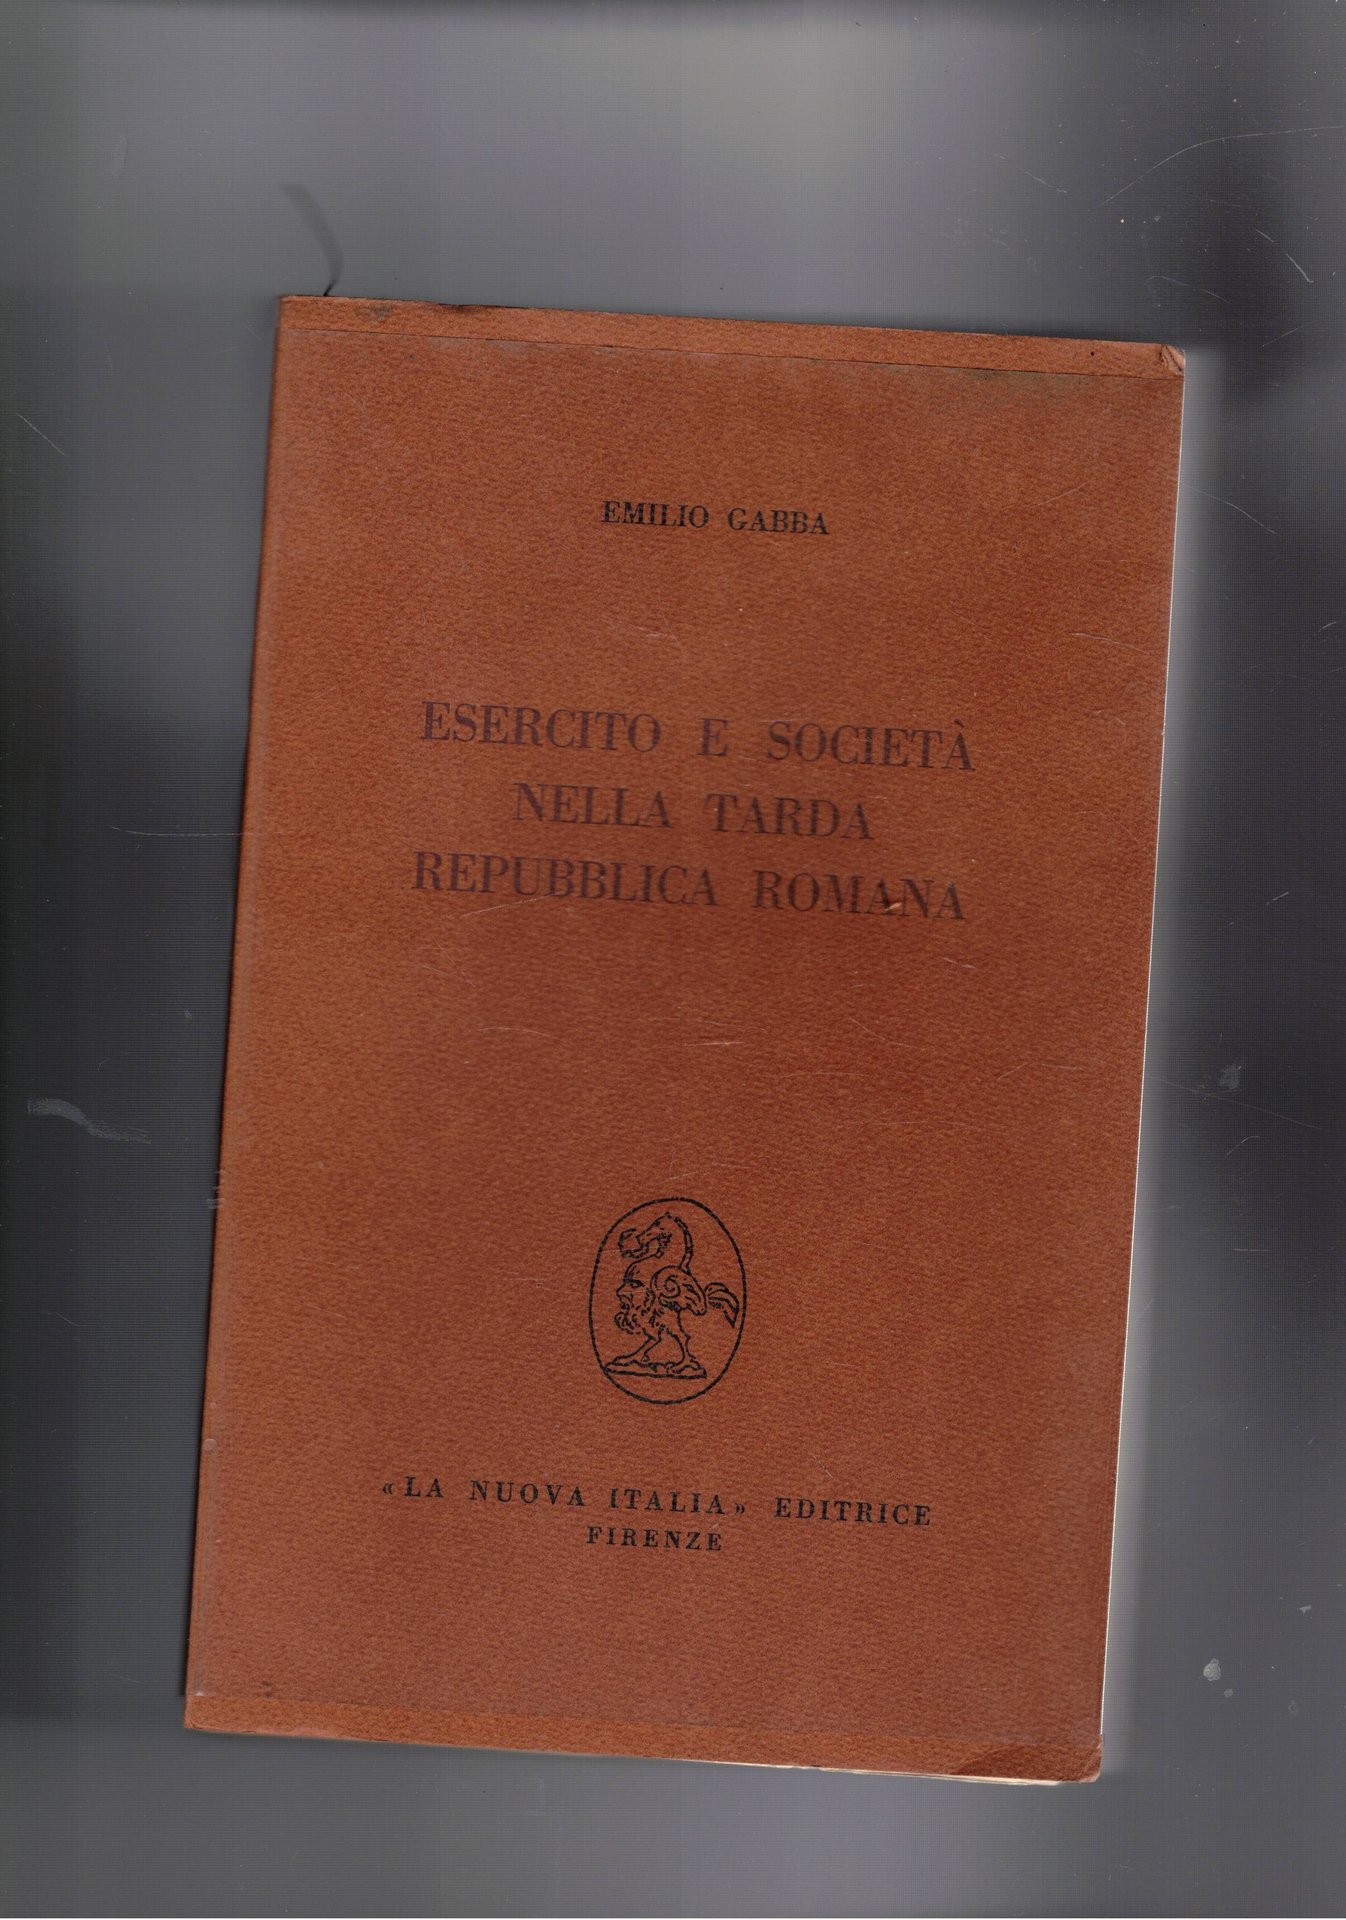 EMILIO GABBA
ESERCITO E SOCIETÀ
NELLA TARDA
REPUBBLICA ROMANA
«LA NUOVA ITALIA» EDITRICE
FIRENZE